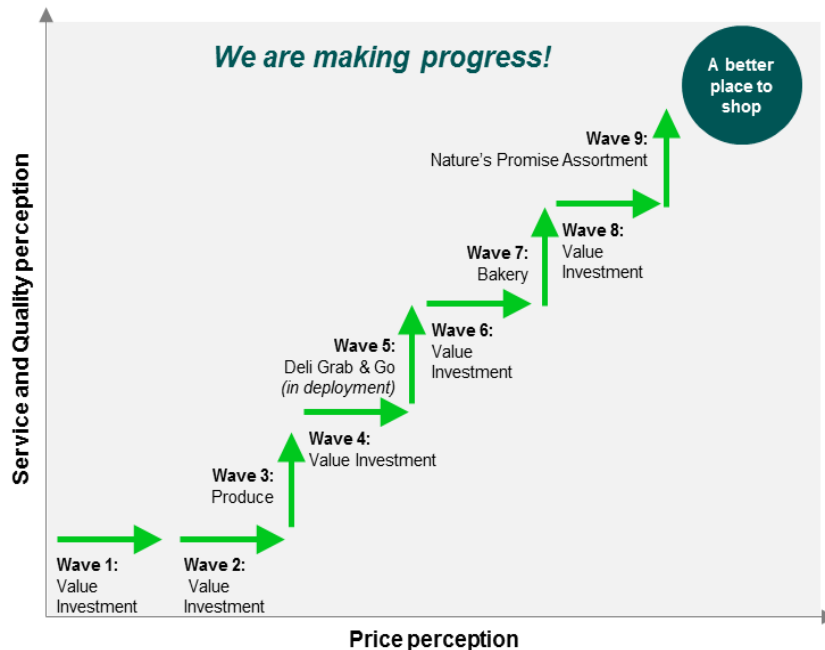 We are making progress!
A better
place to
shop
Wave 9:
Nature's Promise Assortment
Wave 8:
Value
Investment
Wave 7:
Bakery
Wave 6:
Value
Investment
Wave 5:
Deli Grab & Go
(in deployment)
Wave 4:
Value Investment
Wave 3:
Produce
Wave 1:
Value
Investment
Wave 2:
Value
Investment
Service and Quality perception
Price perception